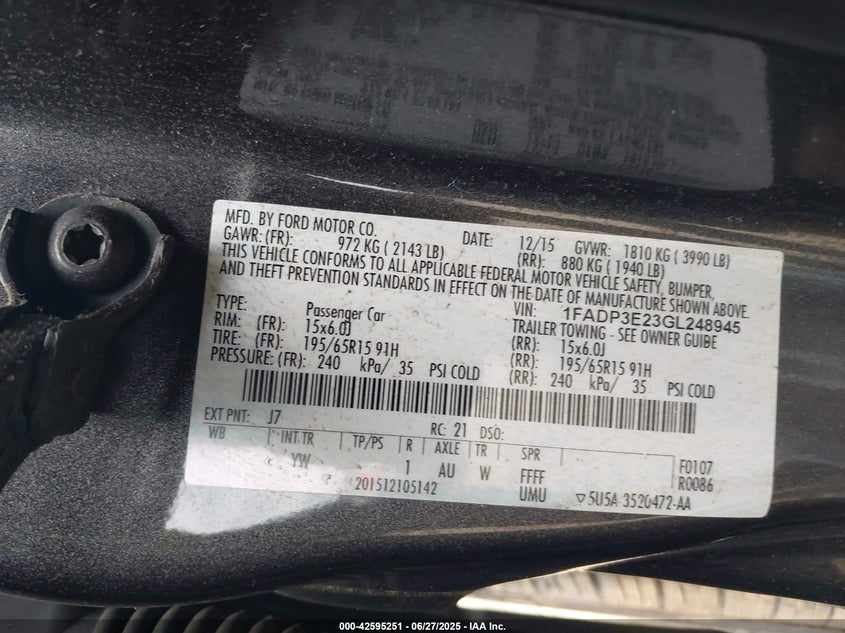 MFD. BY FORD MOTOR CO. DATE: 12/15 GVWR: 1810 KG ( 3990 LB)
GAWR: (FR): 972 KG ( 2143 LB) (RR): 880 KG ( 1940 LB)
THIS VEHICLE CONFORMS TO ALL APPLICABLE FEDERAL MOTOR VEHICLE SAFETY, BUMPER,
AND THEFT PREVENTION STANDARDS IN EFFECT ON THE DATE OF MANUFACTURE SHOWN ABOVE.
VIN: 1FADP3E23GL248945
TYPE: Passenger Car TRAILER TOWING - SEE OWNER GUIDE
RIM: (FR): 15x6.0J (RR): 15x6.0J
TIRE: (FR): 195/65R15 91H (RR): 195/65R15 91H
PRESSURE: (FR): 240 kPa/ 35 PSI COLD (RR): 240 kPa/ 35 PSI COLD
EXT PNT: J7 RC: 21 DSO:
WB INT TR TP/PS R AXLE TR SPR F0107
YW 1 AU W FFFF R0086
201512105142 UMU ▽5U5A-3520472-AA
000-42595251 - 06/27/2025 - IAA Inc.